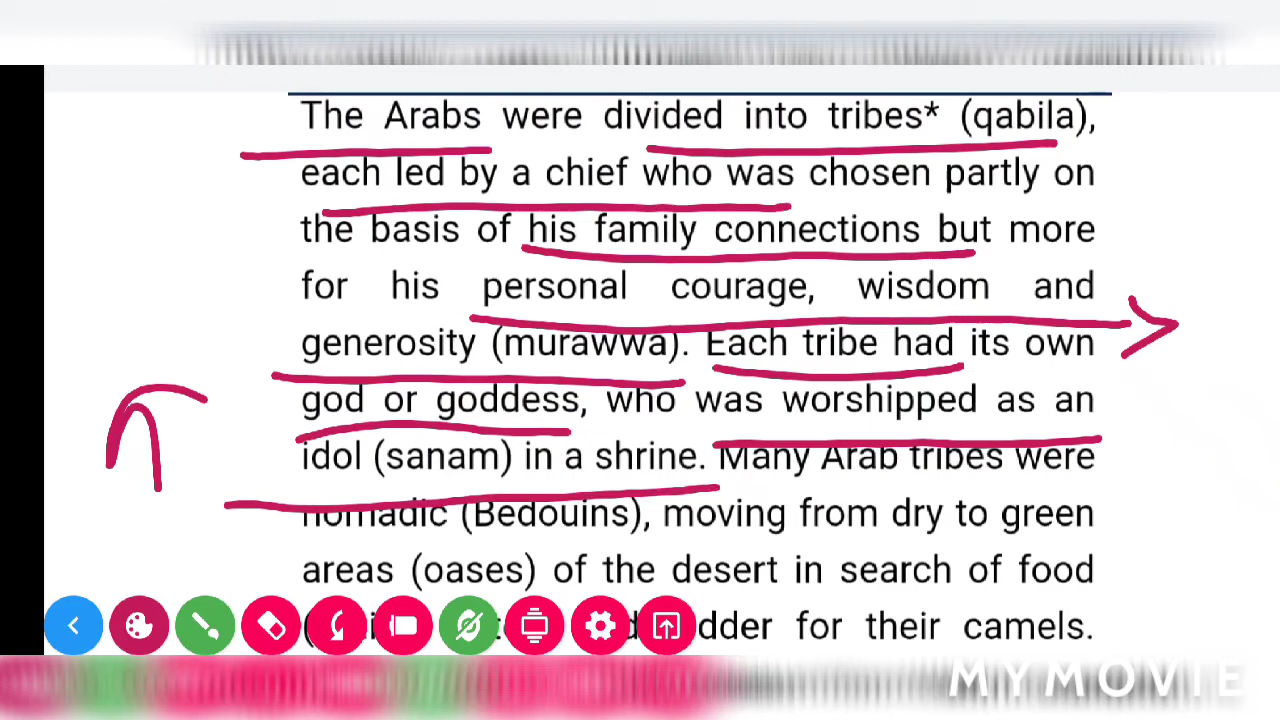 The Arabs were divided into tribes* (qabila),
each led by a chief who was chosen partly on
the basis of his family connections but more
for his personal courage, wisdom and
generosity (murawwa). Each tribe had its own
god or goddess, who was worshipped as an
idol (sanam) in a shrine. Many Arab tribes were
nomadic (Bedouins), moving from dry to green
areas (oases) of the desert in search of food
for their camels.
MYMOVIE